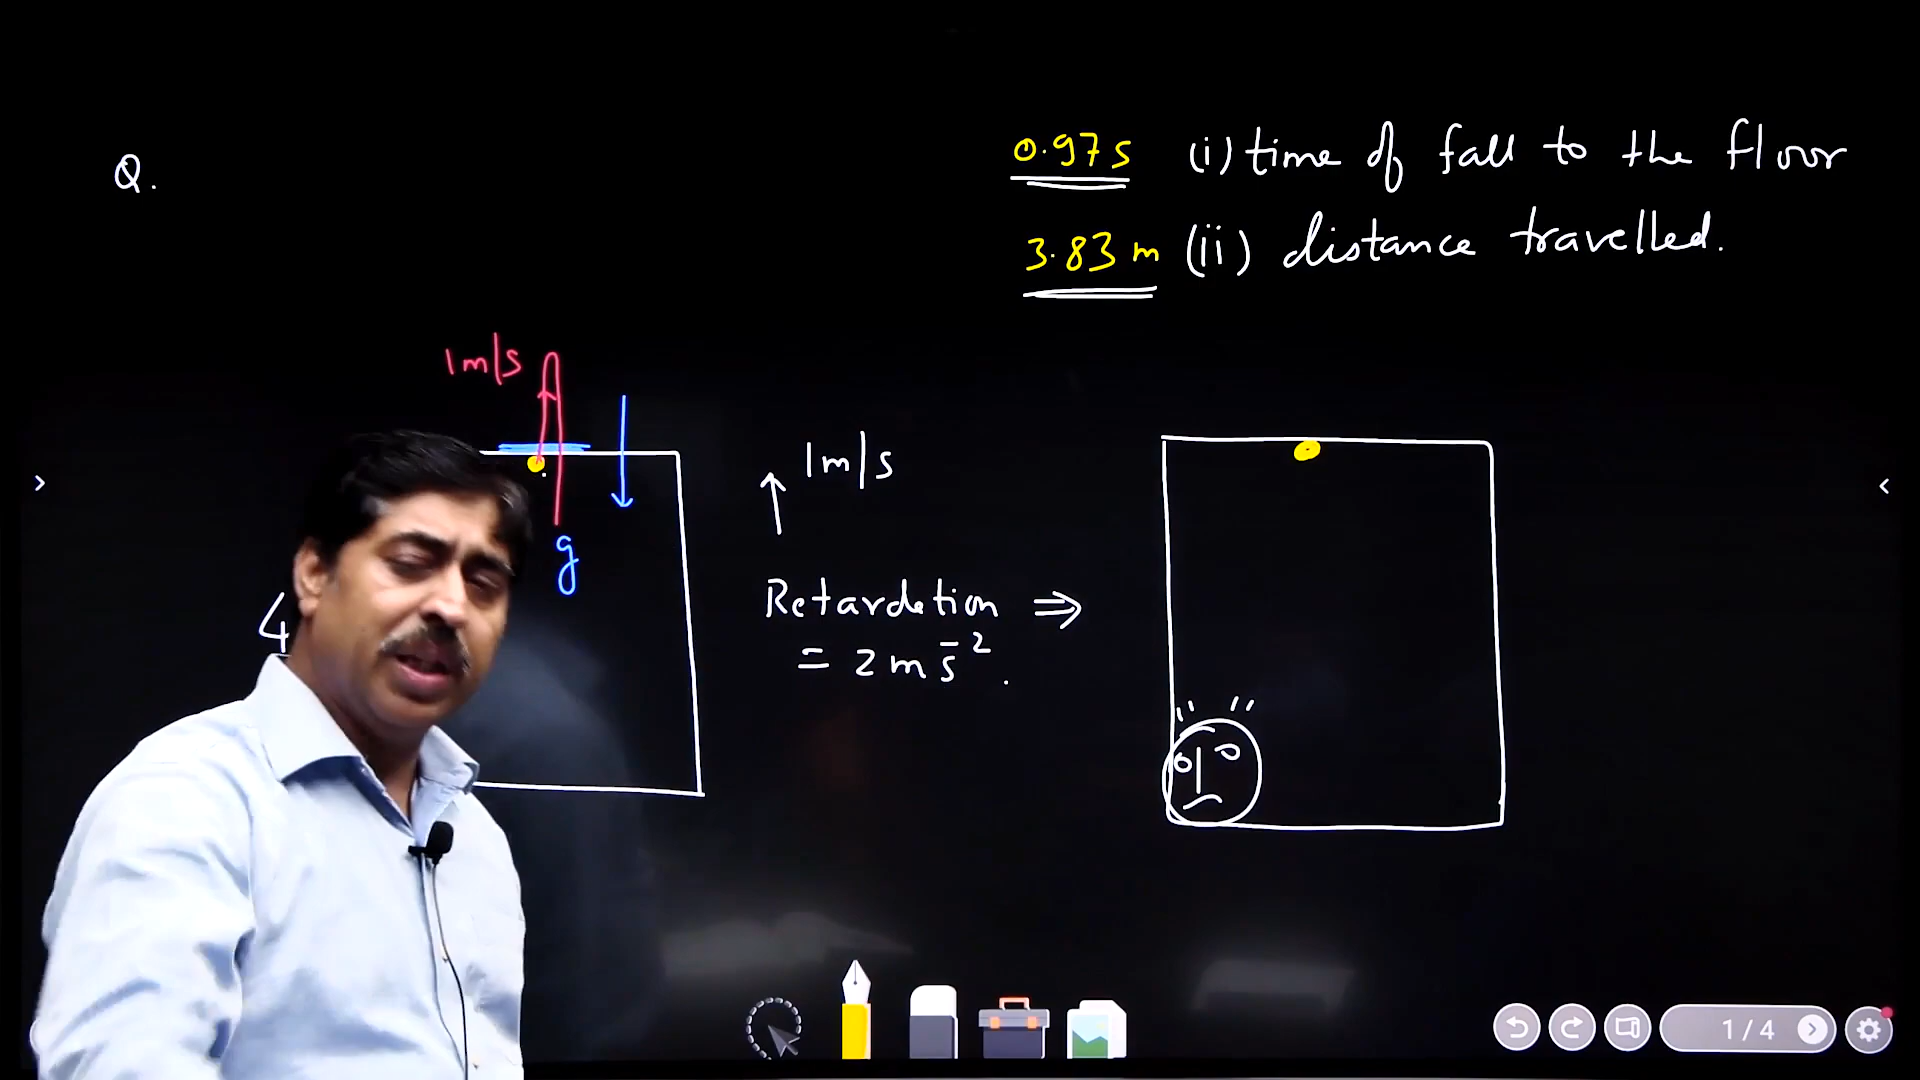 Q.
0.97 s (i) time of fall to the floor
3.83 m (ii) distance travelled.
1m/s
1m/s
g
4
Retardation ⇒
= 2 m s̄².
1 / 4